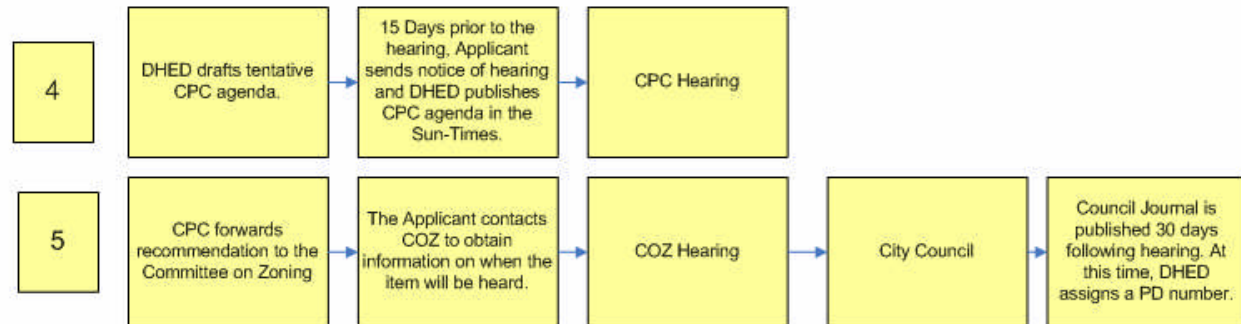 4
DHED drafts tentative
CPC agenda.
15 Days prior to the
hearing, Applicant
sends notice of hearing
and DHED publishes
CPC agenda in the
Sun-Times.
CPC Hearing
5
CPC forwards
recommendation to the
Committee on Zoning
The Applicant contacts
COZ to obtain
information on when the
item will be heard.
COZ Hearing
City Council
Council Journal is
published 30 days
following hearing. At
this time, DHED
assigns a PD number.